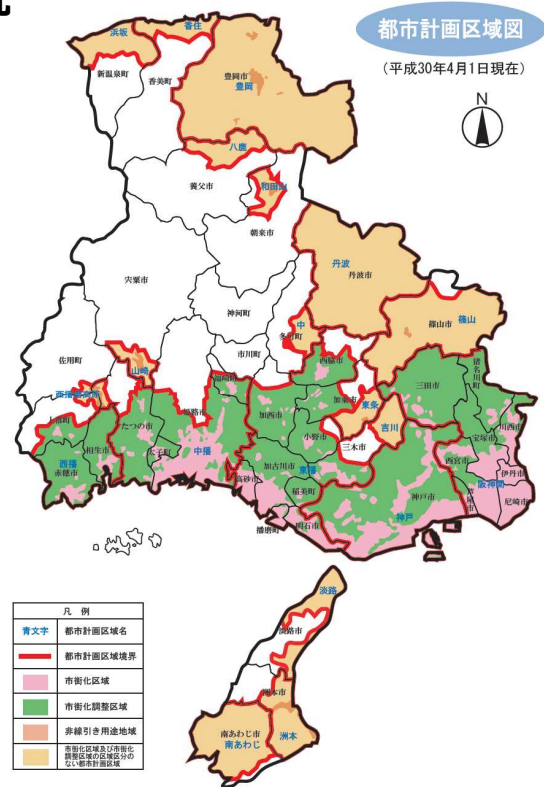 都市計画区域図
(平成30年4月1日現在)
N
浜坂
香住
新温泉町
香美町
豊岡市
豊岡
八鹿
養父市
和田山
朝来市
丹波
丹波市
宍粟市
神河町
中
多可町
篠山市
篠山
佐用町
市川町
山崎
西脇市
福崎町
猪名川町
三田市
西播磨高原
加東市
東条
上郡町
姫路市
加西市
吉川
たつの市
川西市
宝塚市
小野市
三木市
相生市
中播
西宮市
伊丹市
西播
太子町
加古川市
東播
赤穂市
高砂市
阪神間
稲美町
神戸市
芦屋市
尼崎市
神戸
播磨町
明石市
淡路
淡路市
洲本市
南あわじ市
南あわじ
洲本
凡 例
青文字 都市計画区域名
都市計画区域境界
市街化区域
市街化調整区域
非線引き用途地域
市街化区域及び市街化
調整区域の区域区分の
ない都市計画区域